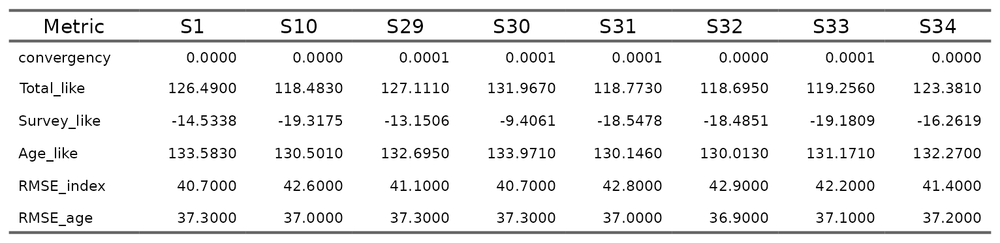 Metric S1 S10 S29 S30 S31 S32 S33 S34
convergency 0.0000 0.0000 0.0001 0.0001 0.0001 0.0000 0.0001 0.0000
Total_like 126.4900 118.4830 127.1110 131.9670 118.7730 118.6950 119.2560 123.3810
Survey_like -14.5338 -19.3175 -13.1506 -9.4061 -18.5478 -18.4851 -19.1809 -16.2619
Age_like 133.5830 130.5010 132.6950 133.9710 130.1460 130.0130 131.1710 132.2700
RMSE_index 40.7000 42.6000 41.1000 40.7000 42.8000 42.9000 42.2000 41.4000
RMSE_age 37.3000 37.0000 37.3000 37.3000 37.0000 36.9000 37.1000 37.2000